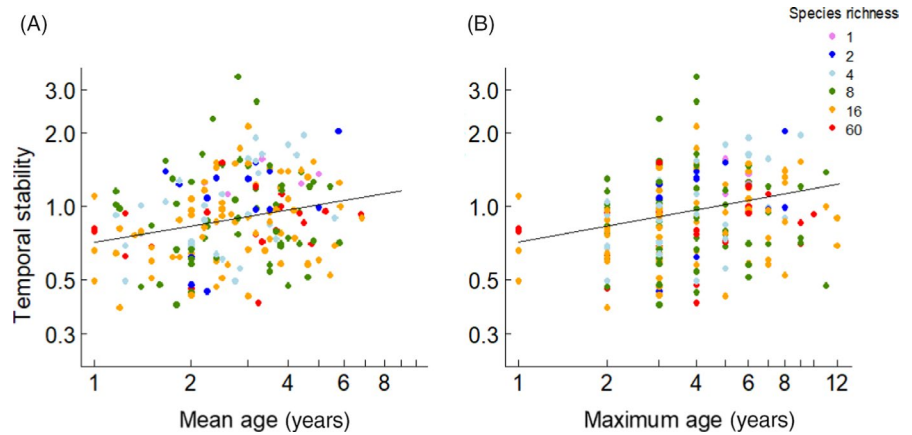 (A)
(B)
Species richness
1
2
4
8
16
60
Temporal stability
3.0
2.0
1.0
0.5
0.3
1 2 4 6 8
Mean age (years)
3.0
2.0
1.0
0.5
0.3
1 2 4 6 8 12
Maximum age (years)